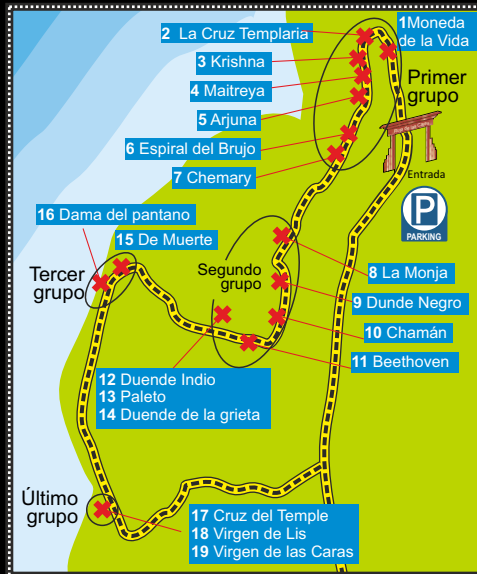 1Moneda
de la Vida
2 La Cruz Templaria
3 Krishna
4 Maitreya
5 Arjuna
6 Espiral del Brujo
7 Chemary
Primer
grupo
Entrada
P
PARKING
16 Dama del pantano
15 De Muerte
Tercer
grupo
Segundo
grupo
8 La Monja
9 Dunde Negro
10 Chamán
11 Beethoven
12 Duende Indio
13 Paleto
14 Duende de la grieta
Último
grupo
17 Cruz del Temple
18 Virgen de Lis
19 Virgen de las Caras